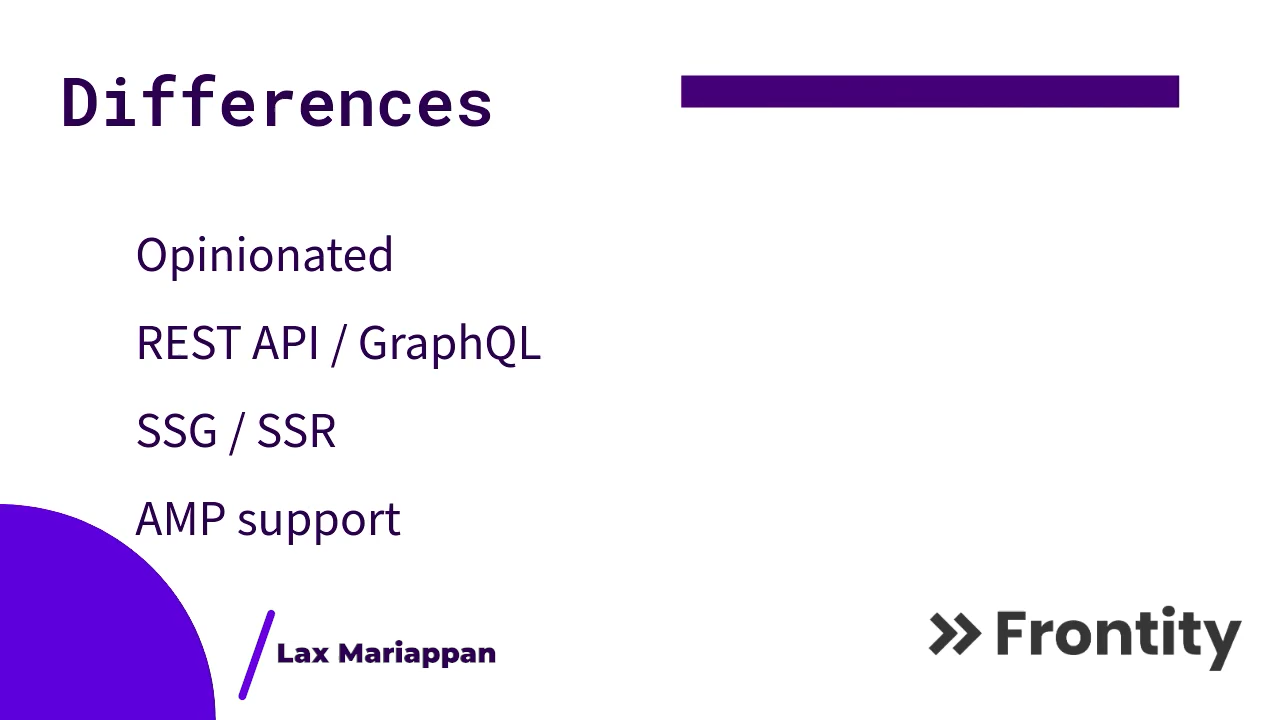 Differences
Opinionated
REST API / GraphQL
SSG / SSR
AMP support
Lax Mariappan
Frontity